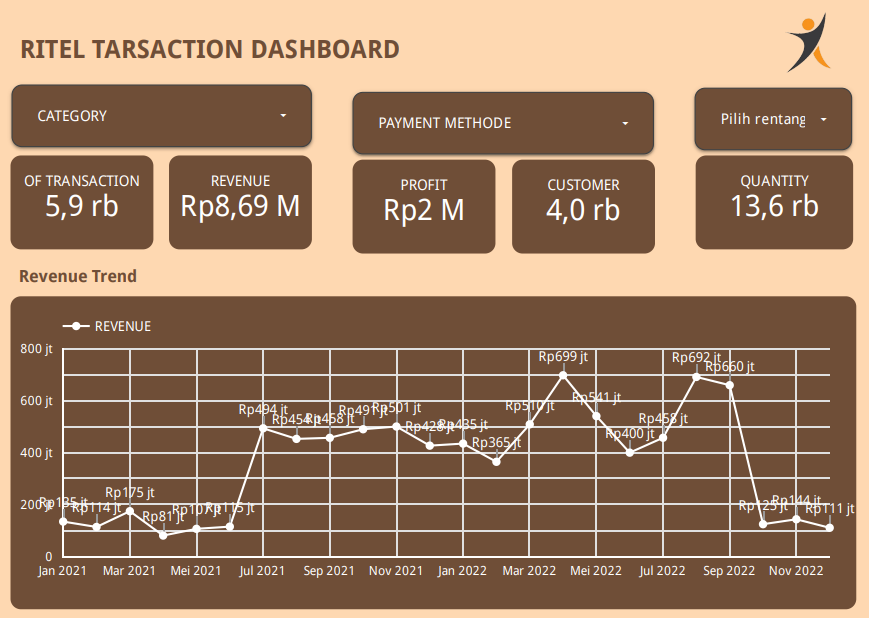 RITEL TARSACTION DASHBOARD
CATEGORY
PAYMENT METHODE
Pilih rentang
OF TRANSACTION
5,9 rb
REVENUE
Rp8,69 M
PROFIT
Rp2 M
CUSTOMER
4,0 rb
QUANTITY
13,6 rb
Revenue Trend
REVENUE
800 jt
600 jt
400 jt
200 jt
0
Rp135 jt
Rp114 jt
Rp175 jt
Rp81 jt
Rp107 jt
Rp115 jt
Rp494 jt
Rp454 jt
Rp458 jt
Rp491 jt
Rp501 jt
Rp428 jt
Rp435 jt
Rp365 jt
Rp510 jt
Rp699 jt
Rp541 jt
Rp400 jt
Rp458 jt
Rp692 jt
Rp660 jt
Rp125 jt
Rp144 jt
Rp111 jt
Jan 2021
Mar 2021
Mei 2021
Jul 2021
Sep 2021
Nov 2021
Jan 2022
Mar 2022
Mei 2022
Jul 2022
Sep 2022
Nov 2022